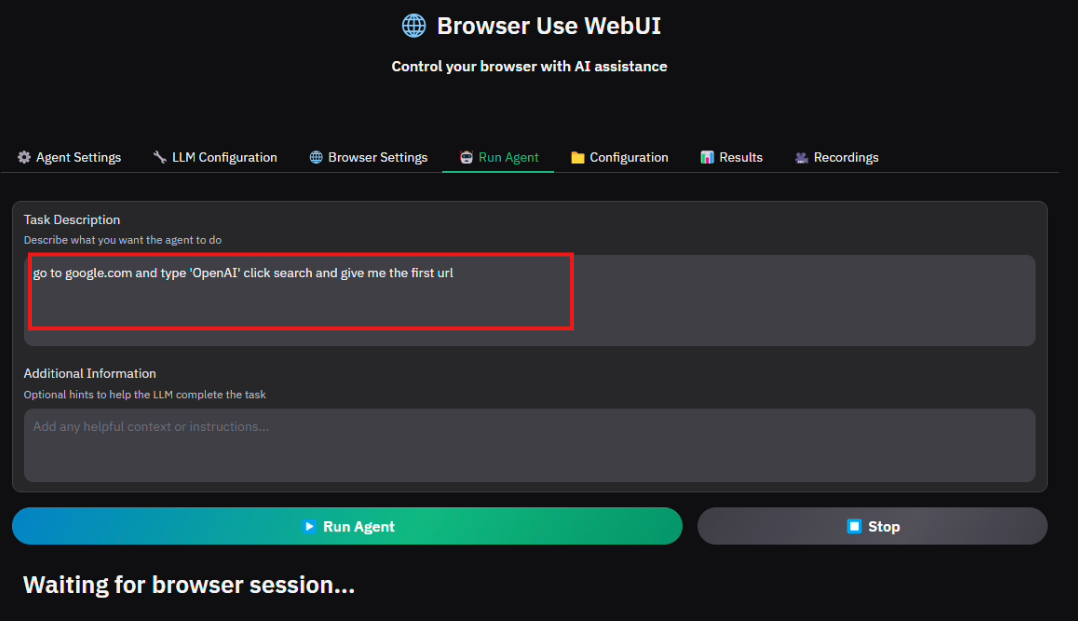 🌐 Browser Use WebUI
Control your browser with AI assistance
⚙️ Agent Settings 🔧 LLM Configuration 🌐 Browser Settings 🤖 Run Agent 📁 Configuration 📊 Results 🎥 Recordings
Task Description
Describe what you want the agent to do
go to google.com and type 'OpenAI' click search and give me the first url
Additional Information
Optional hints to help the LLM complete the task
Add any helpful context or instructions...
▶️ Run Agent ⏹️ Stop
Waiting for browser session...